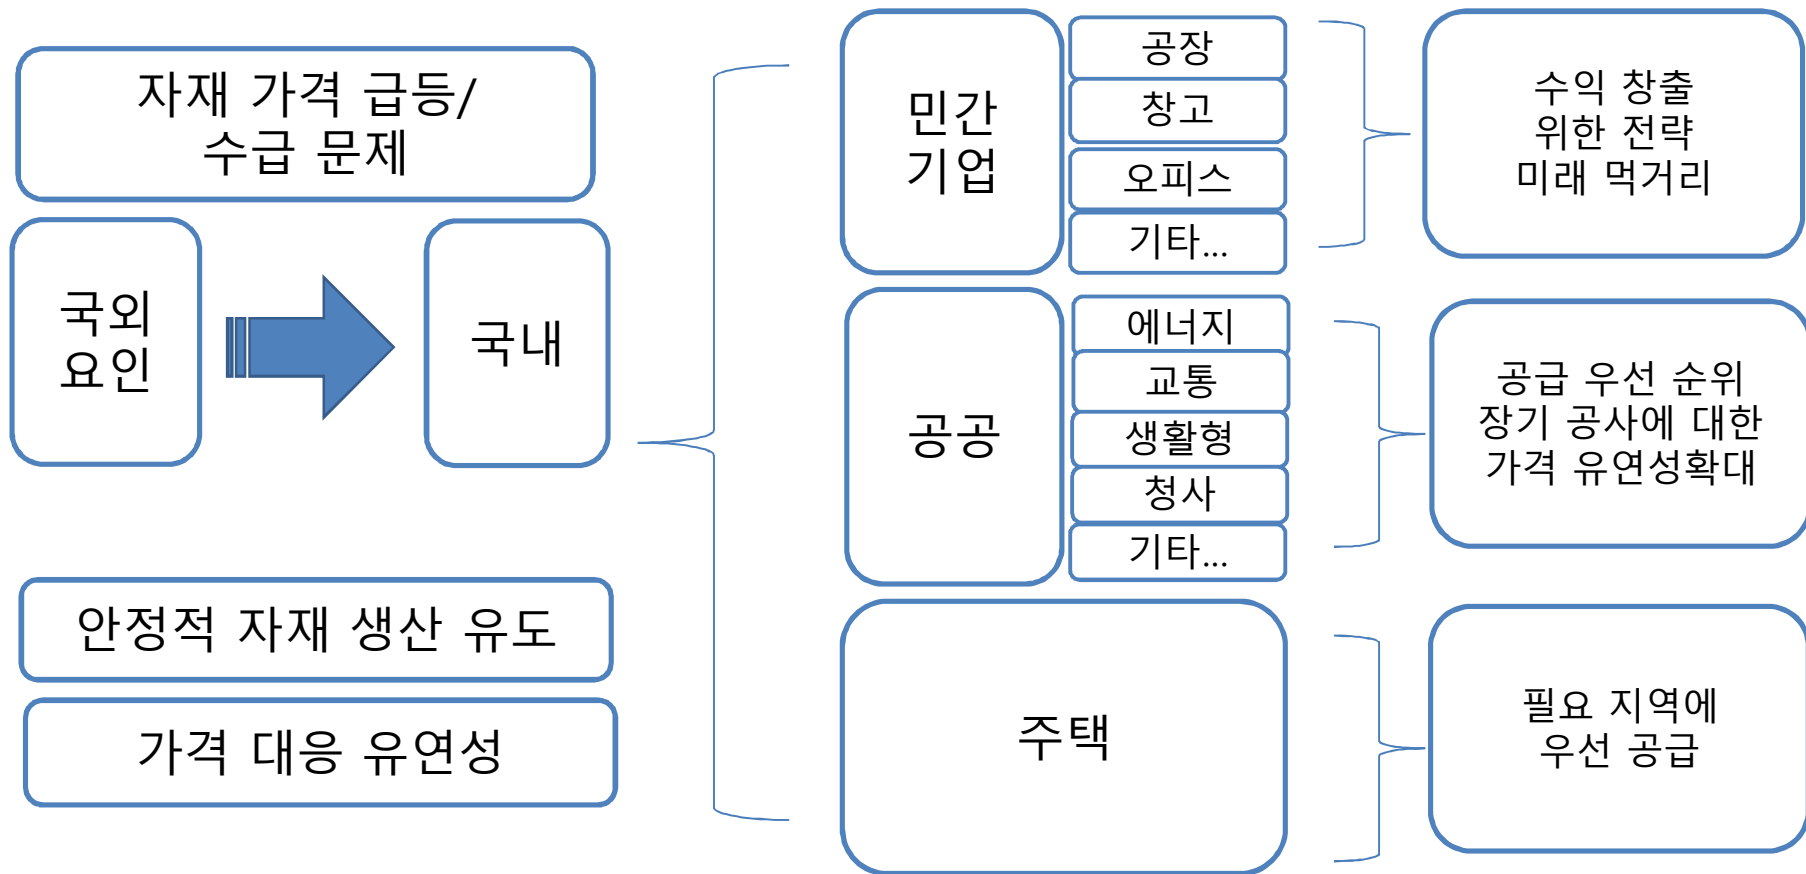 자재 가격 급등/
수급 문제
국외
요인
국내
안정적 자재 생산 유도
가격 대응 유연성
민간
기업
공장
창고
오피스
기타...
수익 창출
위한 전략
미래 먹거리
공공
에너지
교통
생활형
청사
기타...
공급 우선 순위
장기 공사에 대한
가격 유연성확대
주택
필요 지역에
우선 공급